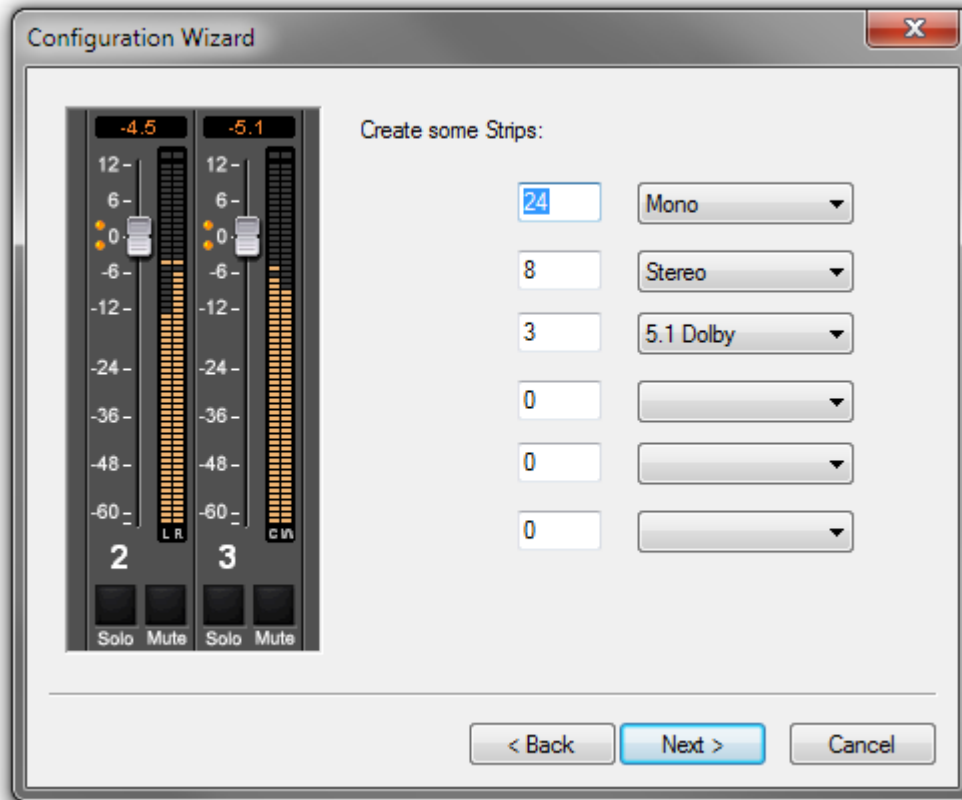 Configuration Wizard
Create some Strips:
-4.5 -5.1
12 12
6 6
0 0
-6 -6
-12 -12
-24 -24
-36 -36
-48 -48
-60 -60
L R
2 3
Solo Mute Solo Mute
24 Mono
8 Stereo
3 5.1 Dolby
0
0
0
< Back Next > Cancel